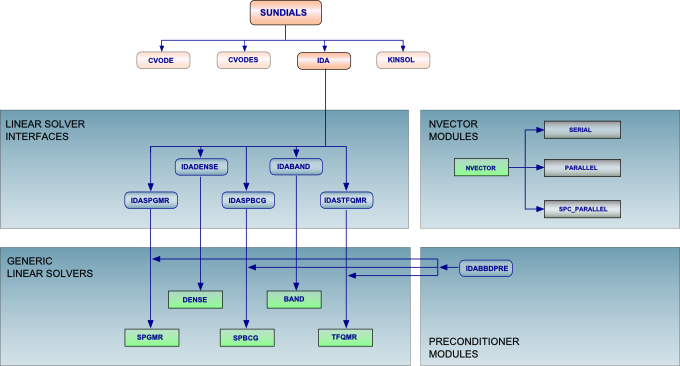 SUNDIALS
CVODE
CVODES
IDA
KINSOL
LINEAR SOLVER
INTERFACES
IDADENSE
IDABAND
IDASPGMR
IDASPBCG
IDASTFQMR
NVECTOR
MODULES
SERIAL
NVECTOR
PARALLEL
SPC_PARALLEL
GENERIC
LINEAR SOLVERS
DENSE
BAND
SPGMR
SPBCG
TFQMR
IDABBDPRE
PRECONDITIONER
MODULES